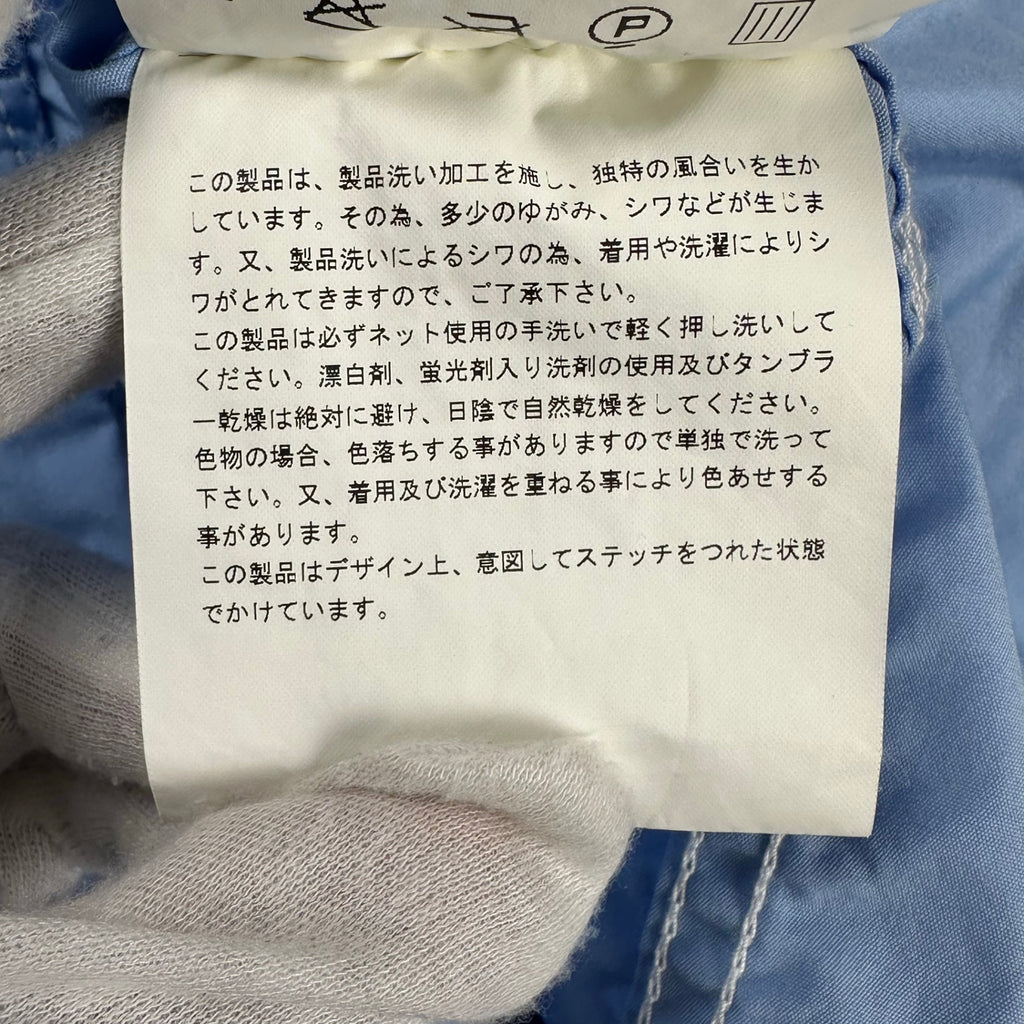 P
この製品は、製品洗い加工を施し、独特の風合いを生か
しています。その為、多少のゆがみ、シワなどが生じま
す。又、製品洗いによるシワの為、着用や洗濯によりシ
ワがとれてきますので、ご了承下さい。
この製品は必ずネット使用の手洗いで軽く押し洗いして
ください。漂白剤、蛍光剤入り洗剤の使用及びタンブラ
ー乾燥は絶対に避け、日陰で自然乾燥をしてください。
色物の場合、色落ちする事がありますので単独で洗って
下さい。又、着用及び洗濯を重ねる事により色あせする
事があります。
この製品はデザイン上、意図してステッチをつれた状態
でかけています。